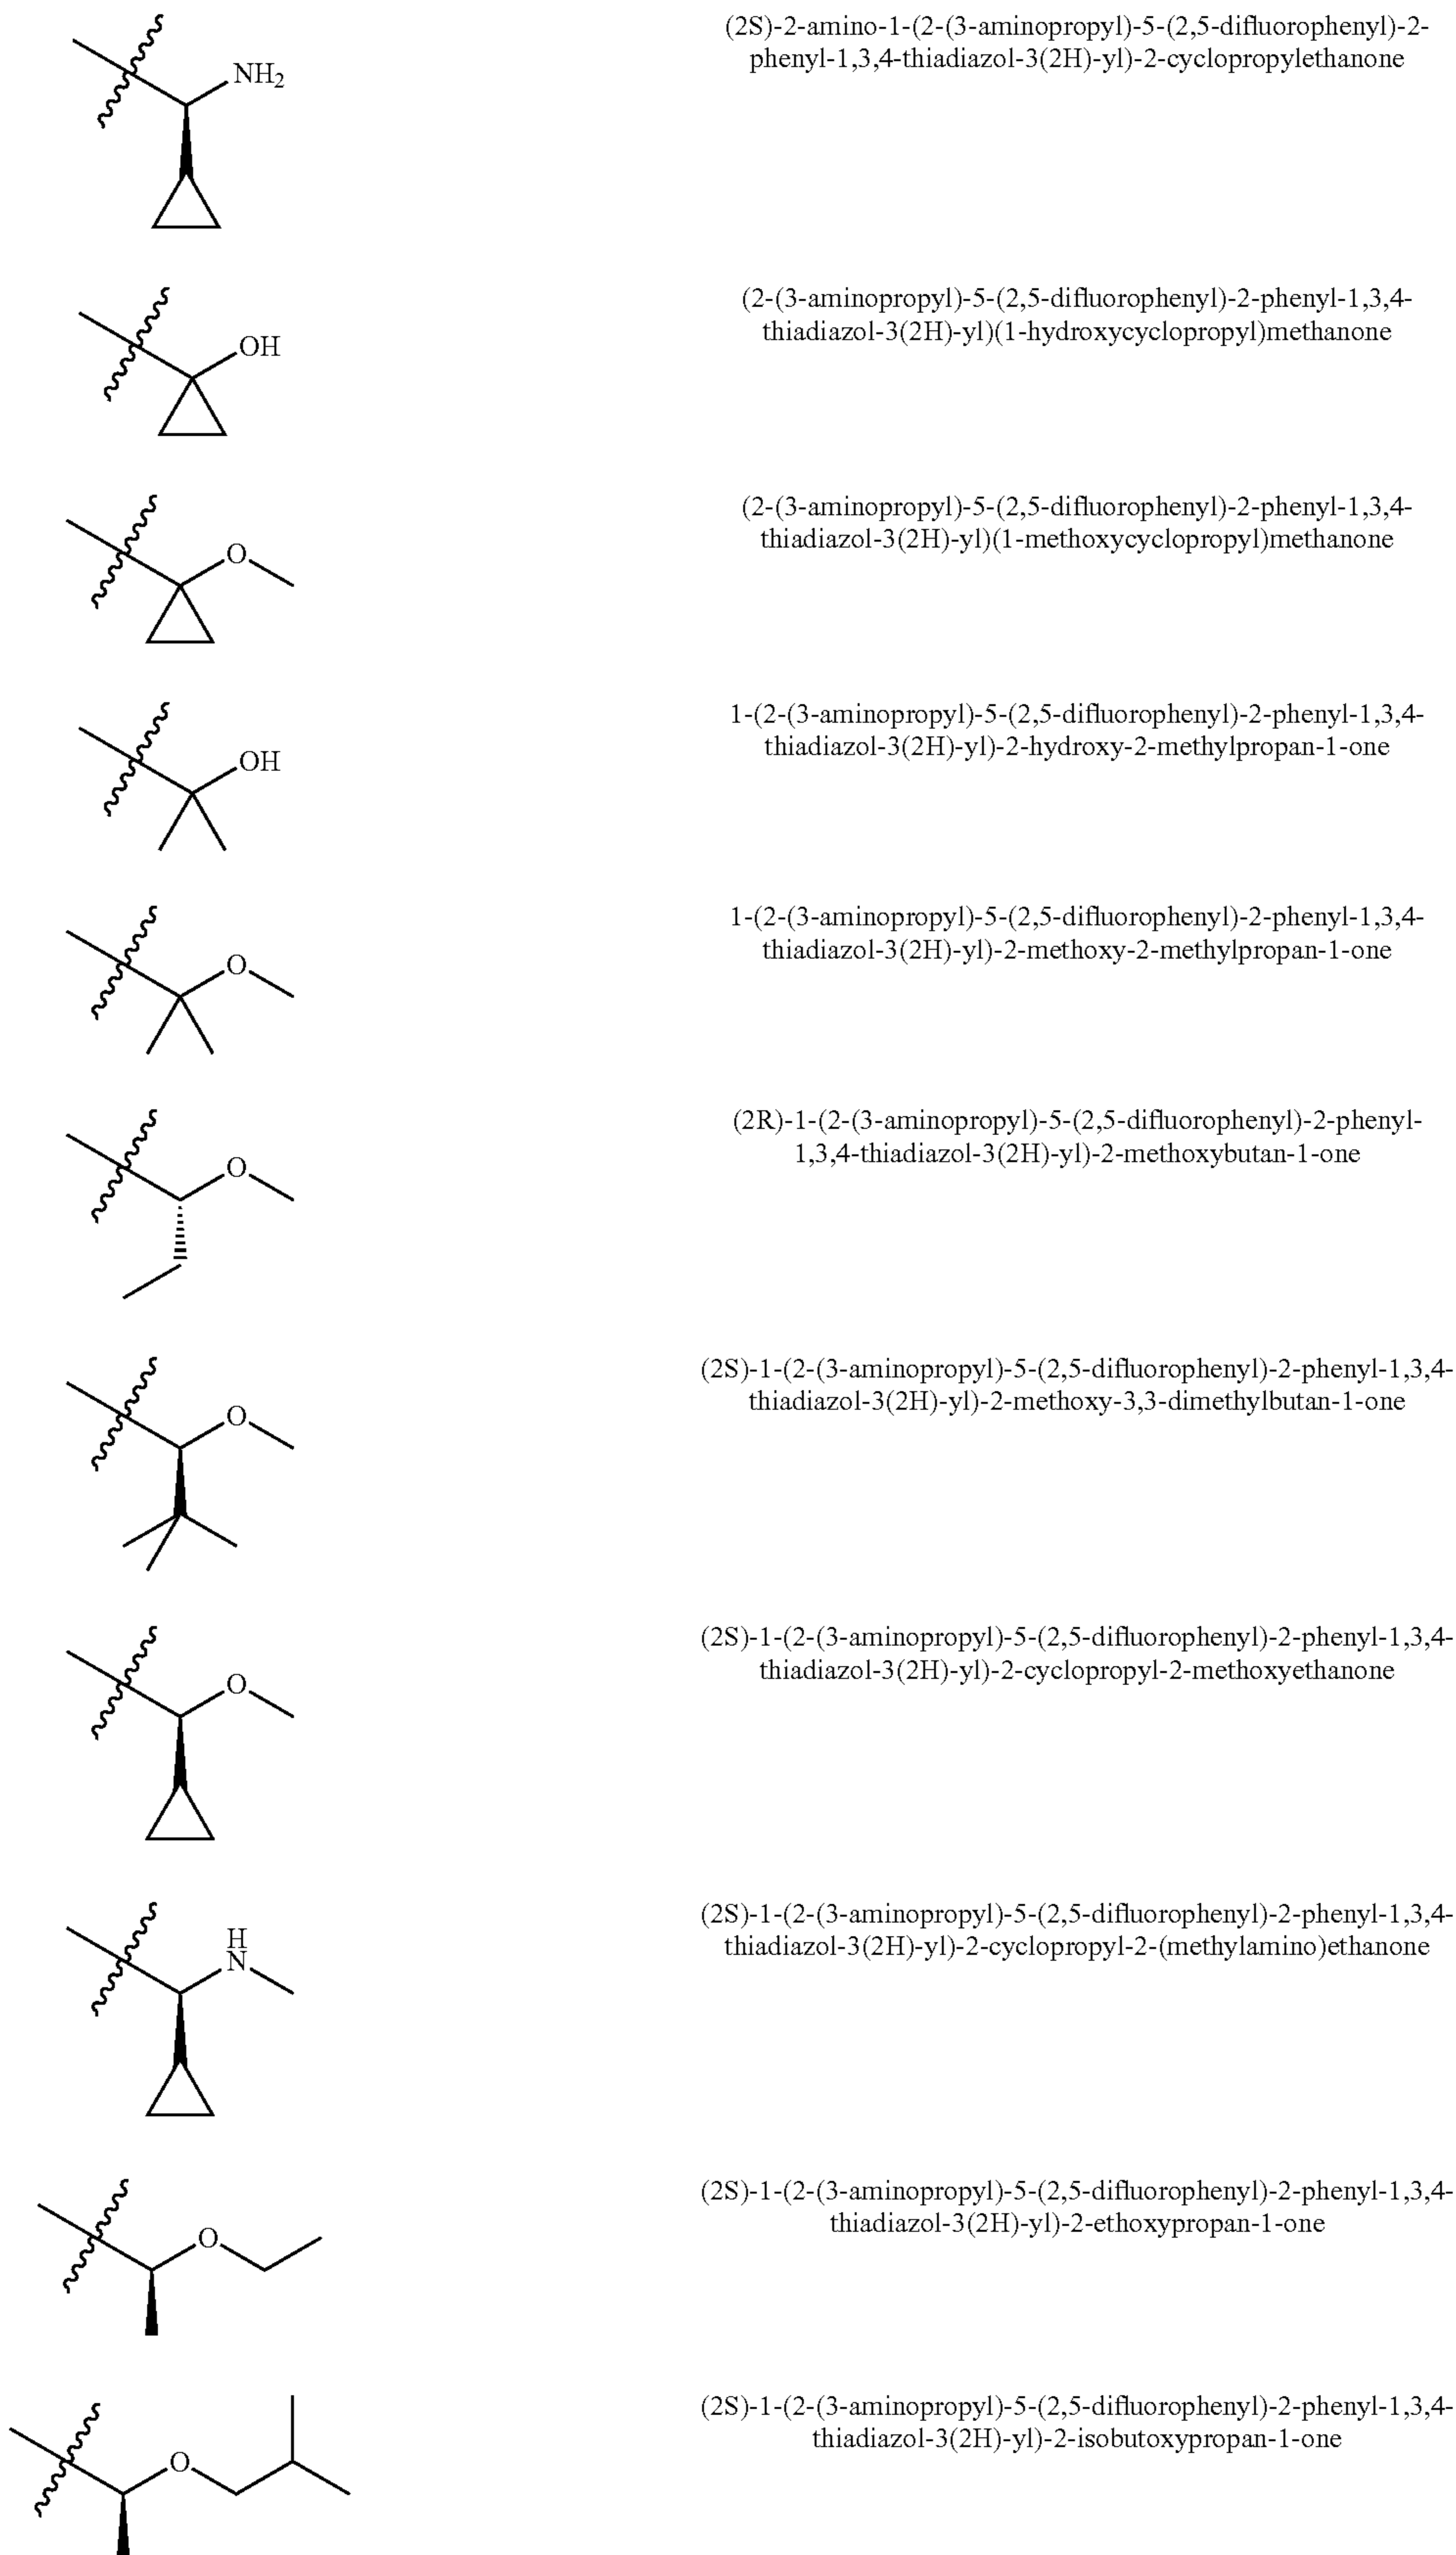 NH2
(2S)-2-amino-1-(2-(3-aminopropyl)-5-(2,5-difluorophenyl)-2-
phenyl-1,3,4-thiadiazol-3(2H)-yl)-2-cyclopropylethanone
OH
(2-(3-aminopropyl)-5-(2,5-difluorophenyl)-2-phenyl-1,3,4-
thiadiazol-3(2H)-yl)(1-hydroxycyclopropyl)methanone
O
(2-(3-aminopropyl)-5-(2,5-difluorophenyl)-2-phenyl-1,3,4-
thiadiazol-3(2H)-yl)(1-methoxycyclopropyl)methanone
OH
1-(2-(3-aminopropyl)-5-(2,5-difluorophenyl)-2-phenyl-1,3,4-
thiadiazol-3(2H)-yl)-2-hydroxy-2-methylpropan-1-one
O
1-(2-(3-aminopropyl)-5-(2,5-difluorophenyl)-2-phenyl-1,3,4-
thiadiazol-3(2H)-yl)-2-methoxy-2-methylpropan-1-one
O
(2R)-1-(2-(3-aminopropyl)-5-(2,5-difluorophenyl)-2-phenyl-
1,3,4-thiadiazol-3(2H)-yl)-2-methoxybutan-1-one
O
(2S)-1-(2-(3-aminopropyl)-5-(2,5-difluorophenyl)-2-phenyl-1,3,4-
thiadiazol-3(2H)-yl)-2-methoxy-3,3-dimethylbutan-1-one
O
(2S)-1-(2-(3-aminopropyl)-5-(2,5-difluorophenyl)-2-phenyl-1,3,4-
thiadiazol-3(2H)-yl)-2-cyclopropyl-2-methoxyethanone
H
N
(2S)-1-(2-(3-aminopropyl)-5-(2,5-difluorophenyl)-2-phenyl-1,3,4-
thiadiazol-3(2H)-yl)-2-cyclopropyl-2-(methylamino)ethanone
O
(2S)-1-(2-(3-aminopropyl)-5-(2,5-difluorophenyl)-2-phenyl-1,3,4-
thiadiazol-3(2H)-yl)-2-ethoxypropan-1-one
O
(2S)-1-(2-(3-aminopropyl)-5-(2,5-difluorophenyl)-2-phenyl-1,3,4-
thiadiazol-3(2H)-yl)-2-isobutoxypropan-1-one